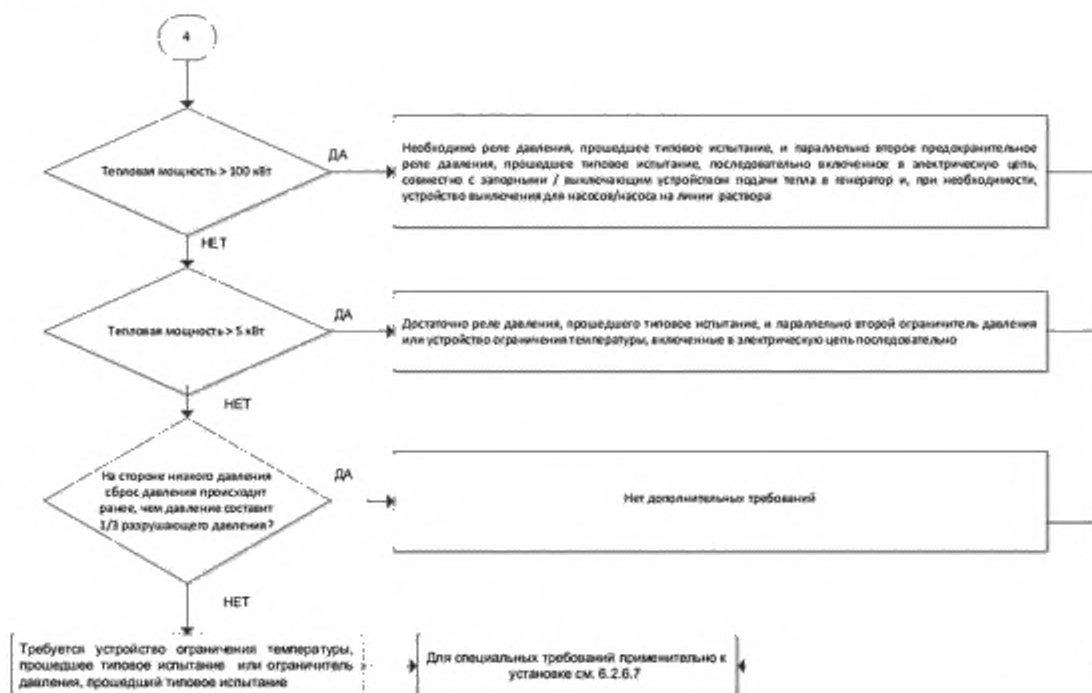 4
Тепловая мощность > 100 кВт
ДА
Необходимо реле давления, прошедшее типовое испытание, и параллельно второе предохранительное
реле давления, прошедшее типовое испытание, последовательно включенное в электрическую цепь,
совместно с запорными / выключающим устройством подачи тепла в генератор и, при необходимости,
устройство выключения для насосов/насоса на линии раствора
НЕТ
Тепловая мощность > 5 кВт
ДА
Достаточно реле давления, прошедшего типовое испытание, и параллельно второй ограничитель давления
или устройство ограничения температуры, включенные в электрическую цепь последовательно
НЕТ
На стороне низкого давления
сброс давления происходит
ранее, чем давление составит
1/3 разрушающего давления?
ДА
Нет дополнительных требований
НЕТ
Требуется устройство ограничения температуры,
прошедшее типовое испытание или ограничитель
давления, прошедший типовое испытание
Для специальных требований применительно к
установке см. 6.2.6.7